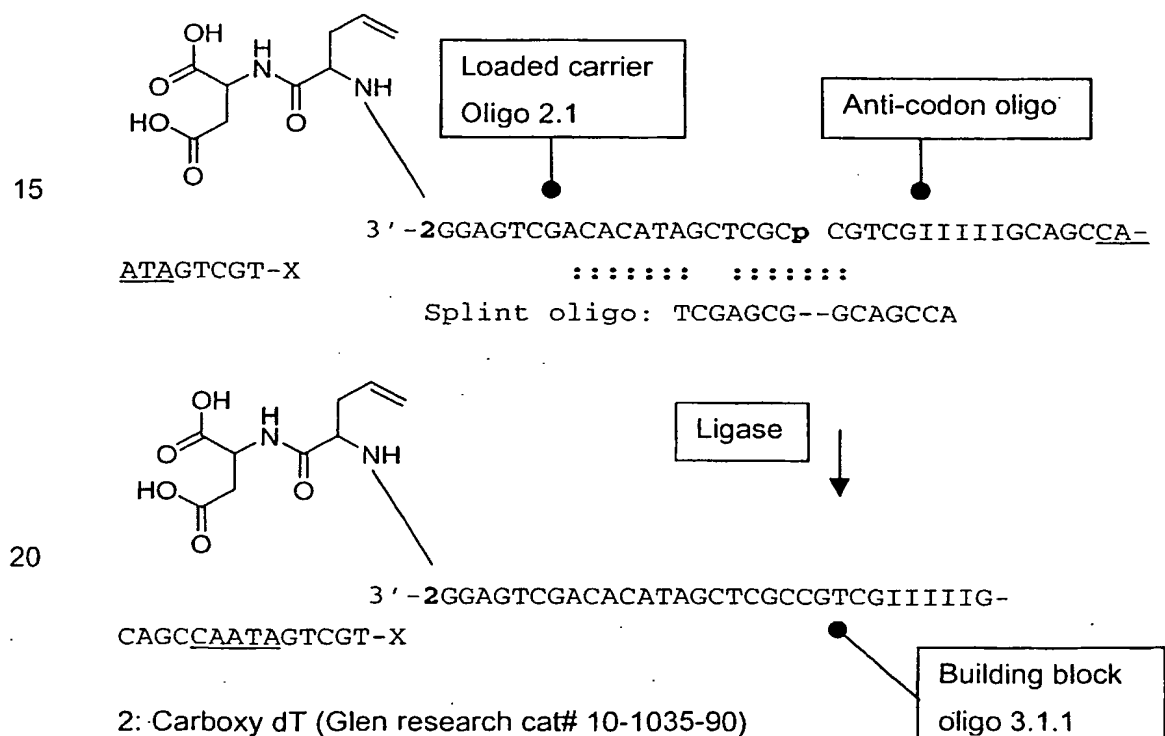 OH
O
HO
O
H
N
O
NH
Loaded carrier
Oligo 2.1
Anti-codon oligo
15
3'-2GGAGTCGACACATAGCTCGCp CGTCGIIIIIGCAGCCA-
ATAGTCGT-X
::::::: :::::::
Splint oligo: TCGAGCG--GCAGCCA
OH
O
HO
O
H
N
O
NH
Ligase
20
3'-2GGAGTCGACACATAGCTCGCCGTCGIIIIIG-
CAGCCAATAGTCGT-X
Building block
oligo 3.1.1
2: Carboxy dT (Glen research cat# 10-1035-90)